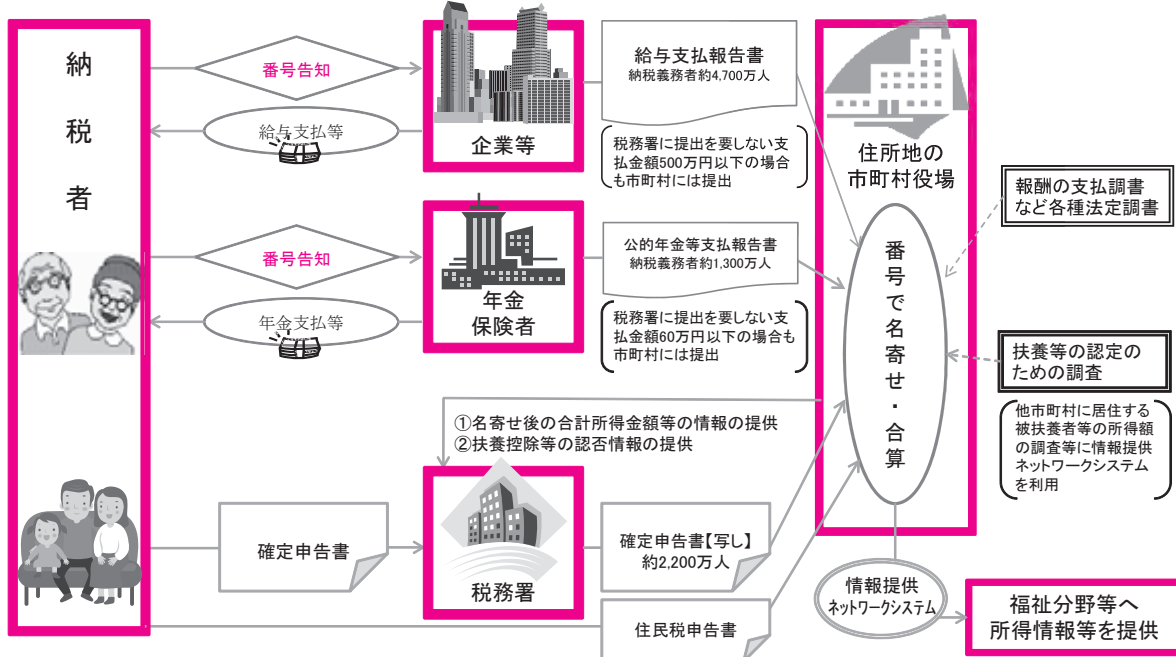 納税者
番号告知
給与支払等
企業等
給与支払報告書
納税義務者約4,700万人
税務署に提出を要しない支
払金額500万円以下の場合
も市町村には提出
番号告知
年金支払等
年金
保険者
公的年金等支払報告書
納税義務者約1,300万人
税務署に提出を要しない支
払金額60万円以下の場合も
市町村には提出
住所地の
市町村役場
番号で名寄せ・合算
報酬の支払調書
など各種法定調書
扶養等の認定の
ための調査
他市町村に居住する
被扶養者等の所得額
の調査等に情報提供
ネットワークシステム
を利用
①名寄せ後の合計所得金額等の情報の提供
②扶養控除等の認否情報の提供
確定申告書
税務署
確定申告書【写し】
約2,200万人
住民税申告書
情報提供
ネットワークシステム
福祉分野等へ
所得情報等を提供